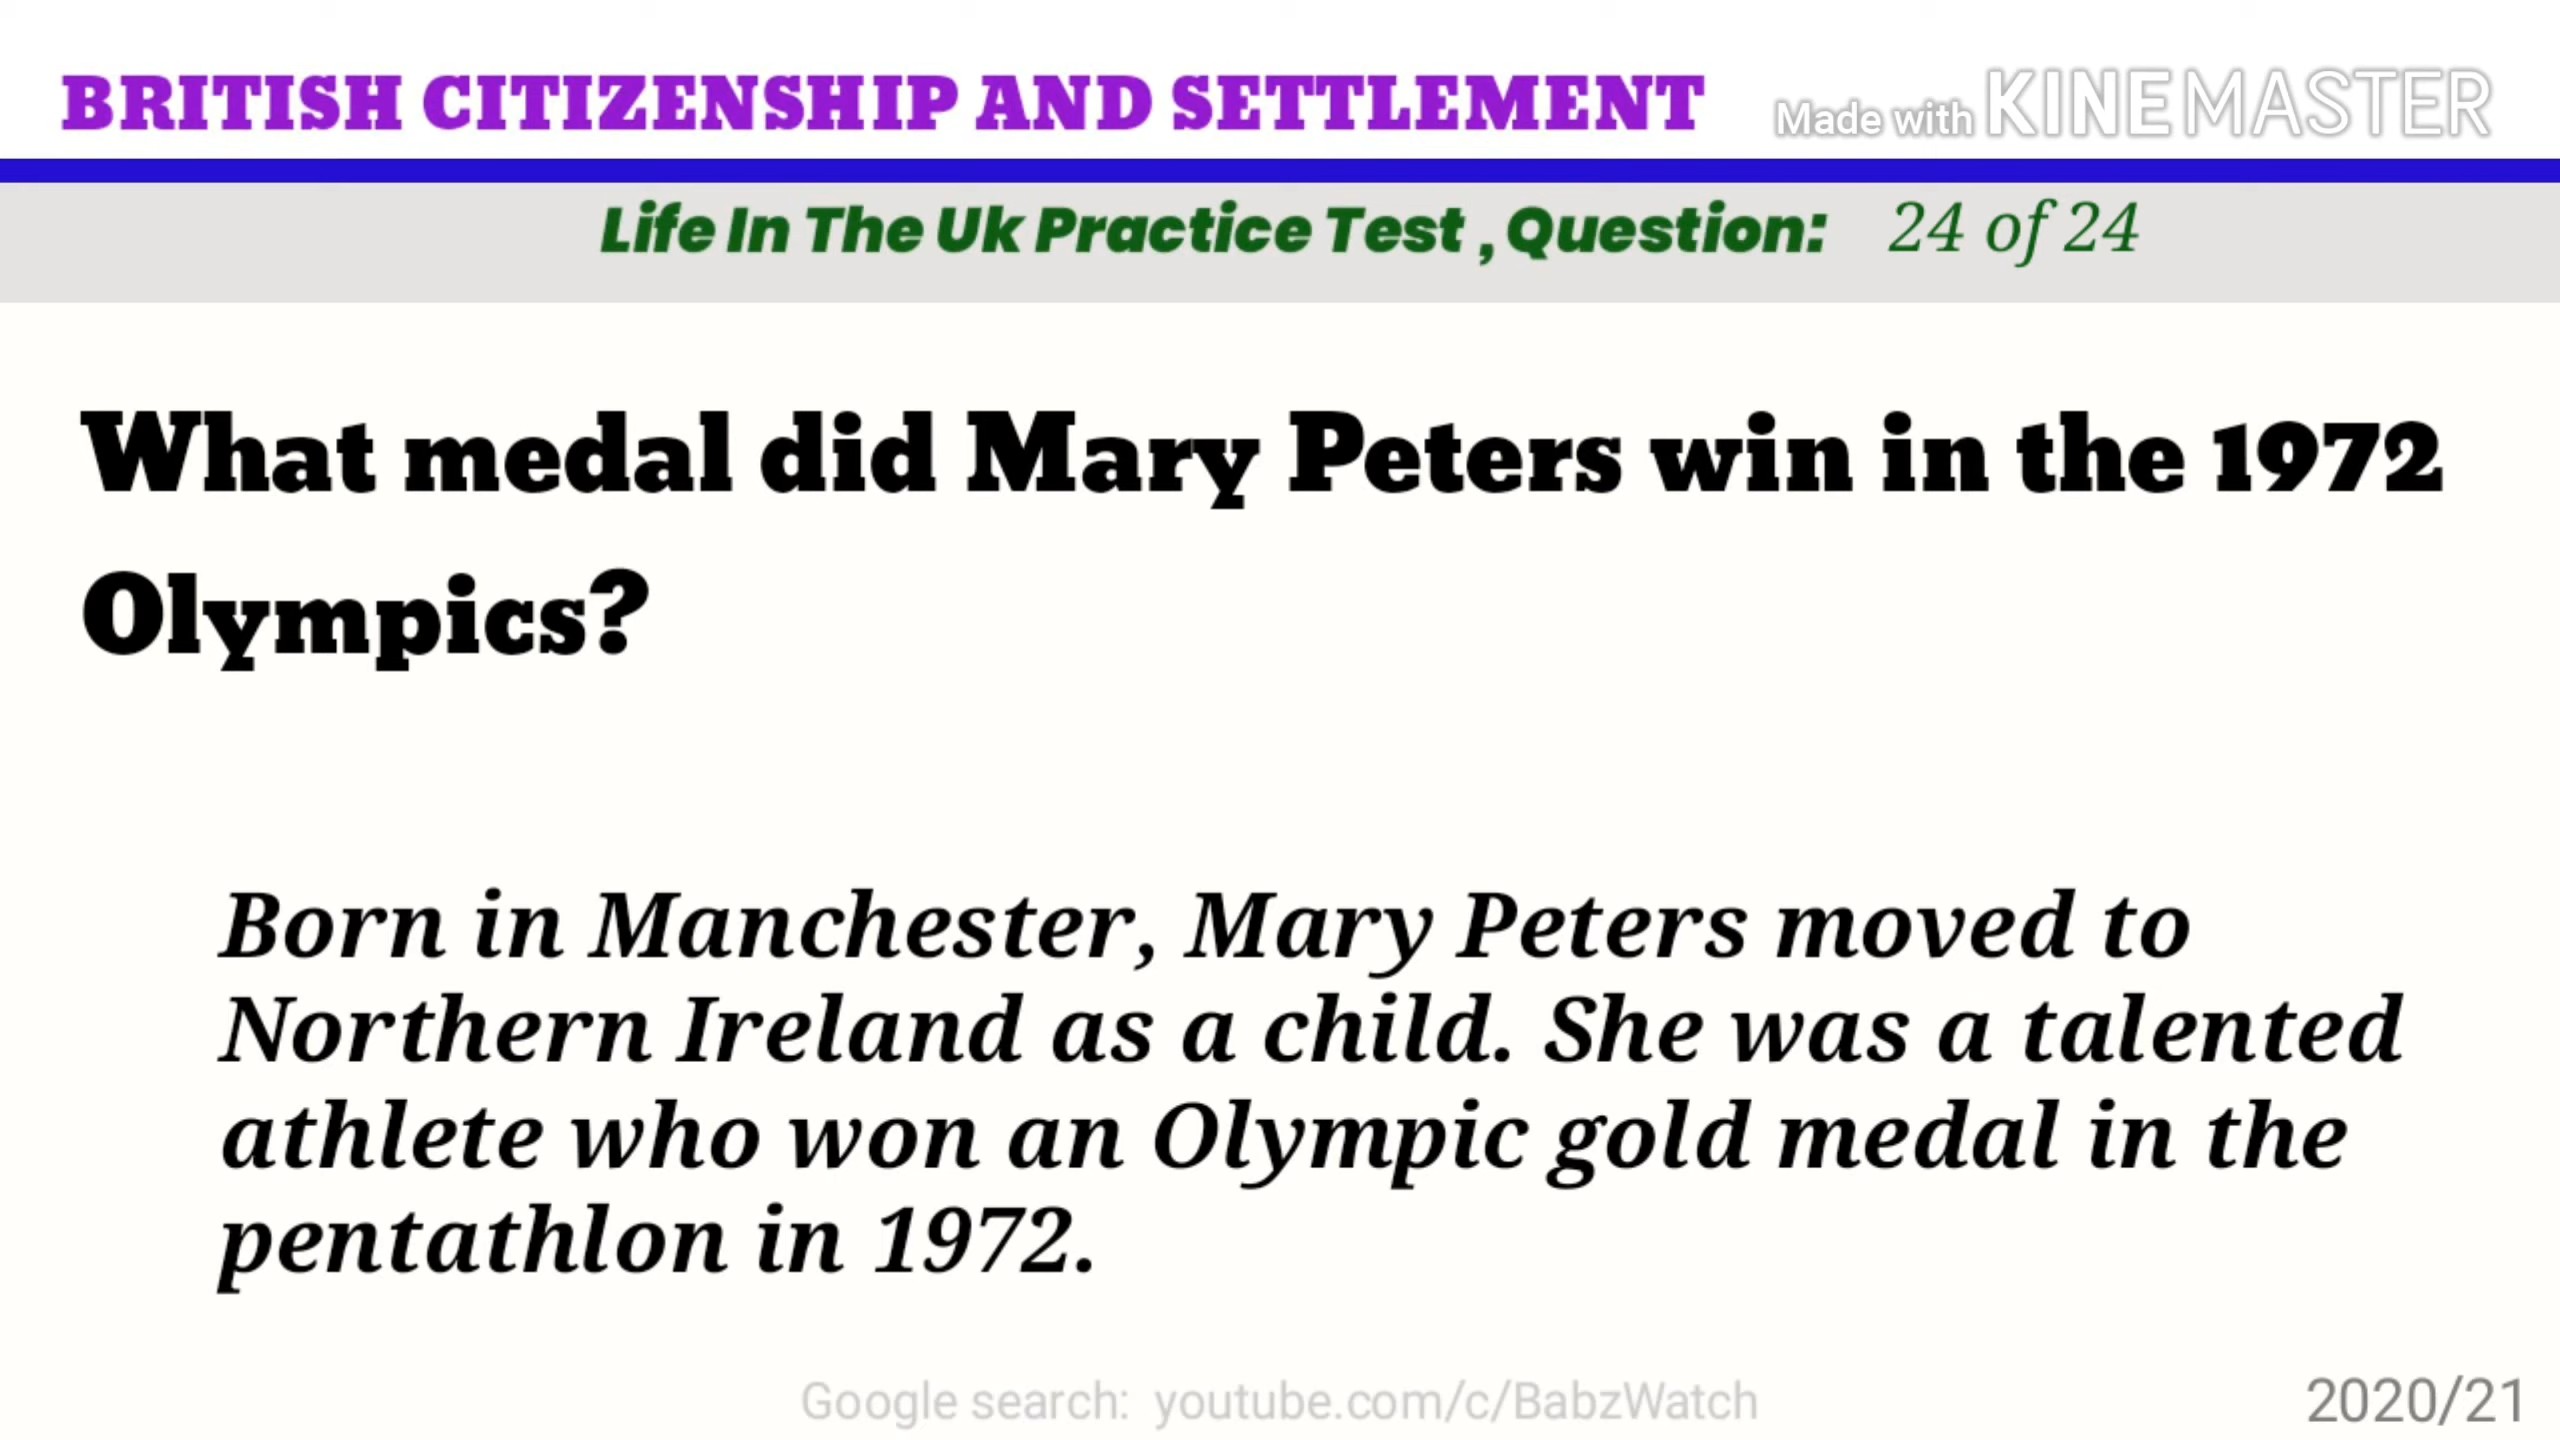 BRITISH CITIZENSHIP AND SETTLEMENT
Made with KINEMASTER
Life In The Uk Practice Test , Question: 24 of 24
What medal did Mary Peters win in the 1972
Olympics?
Born in Manchester, Mary Peters moved to
Northern Ireland as a child. She was a talented
athlete who won an Olympic gold medal in the
pentathlon in 1972.
Google search: youtube.com/c/BabzWatch
2020/21